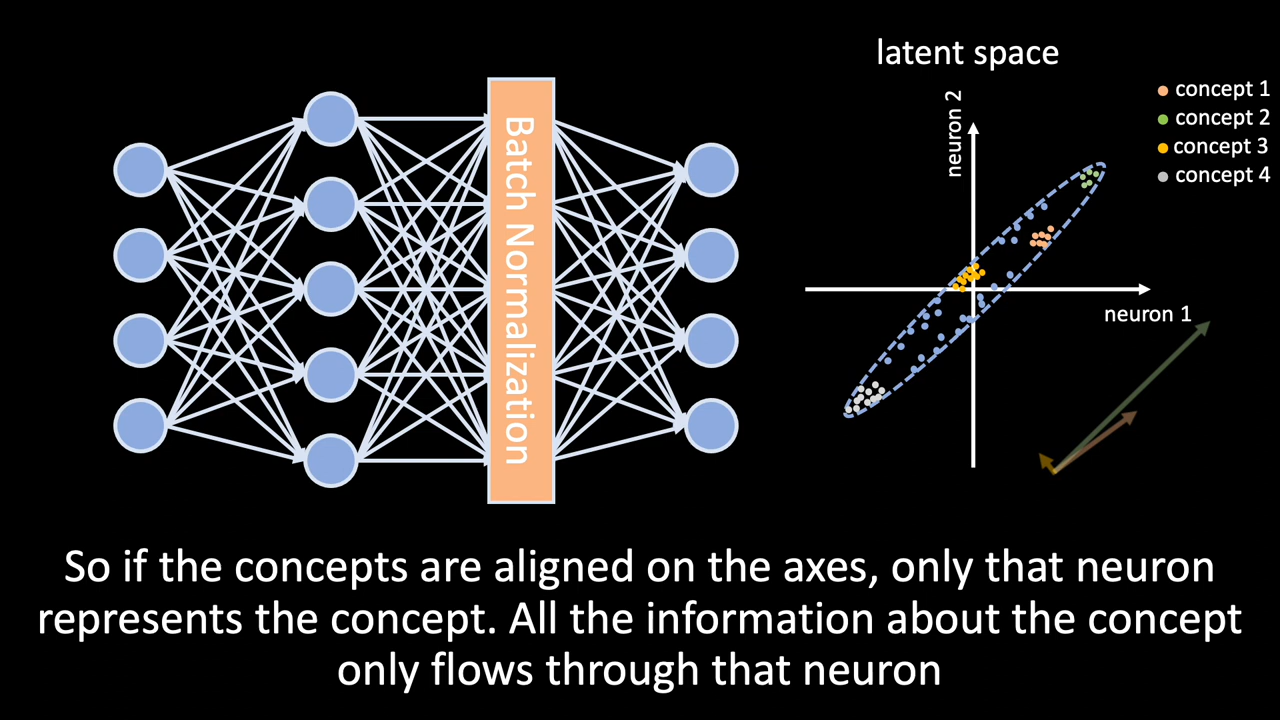 latent space
neuron 2
concept 1
concept 2
concept 3
concept 4
Batch Normalization
neuron 1
So if the concepts are aligned on the axes, only that neuron
represents the concept. All the information about the concept
only flows through that neuron